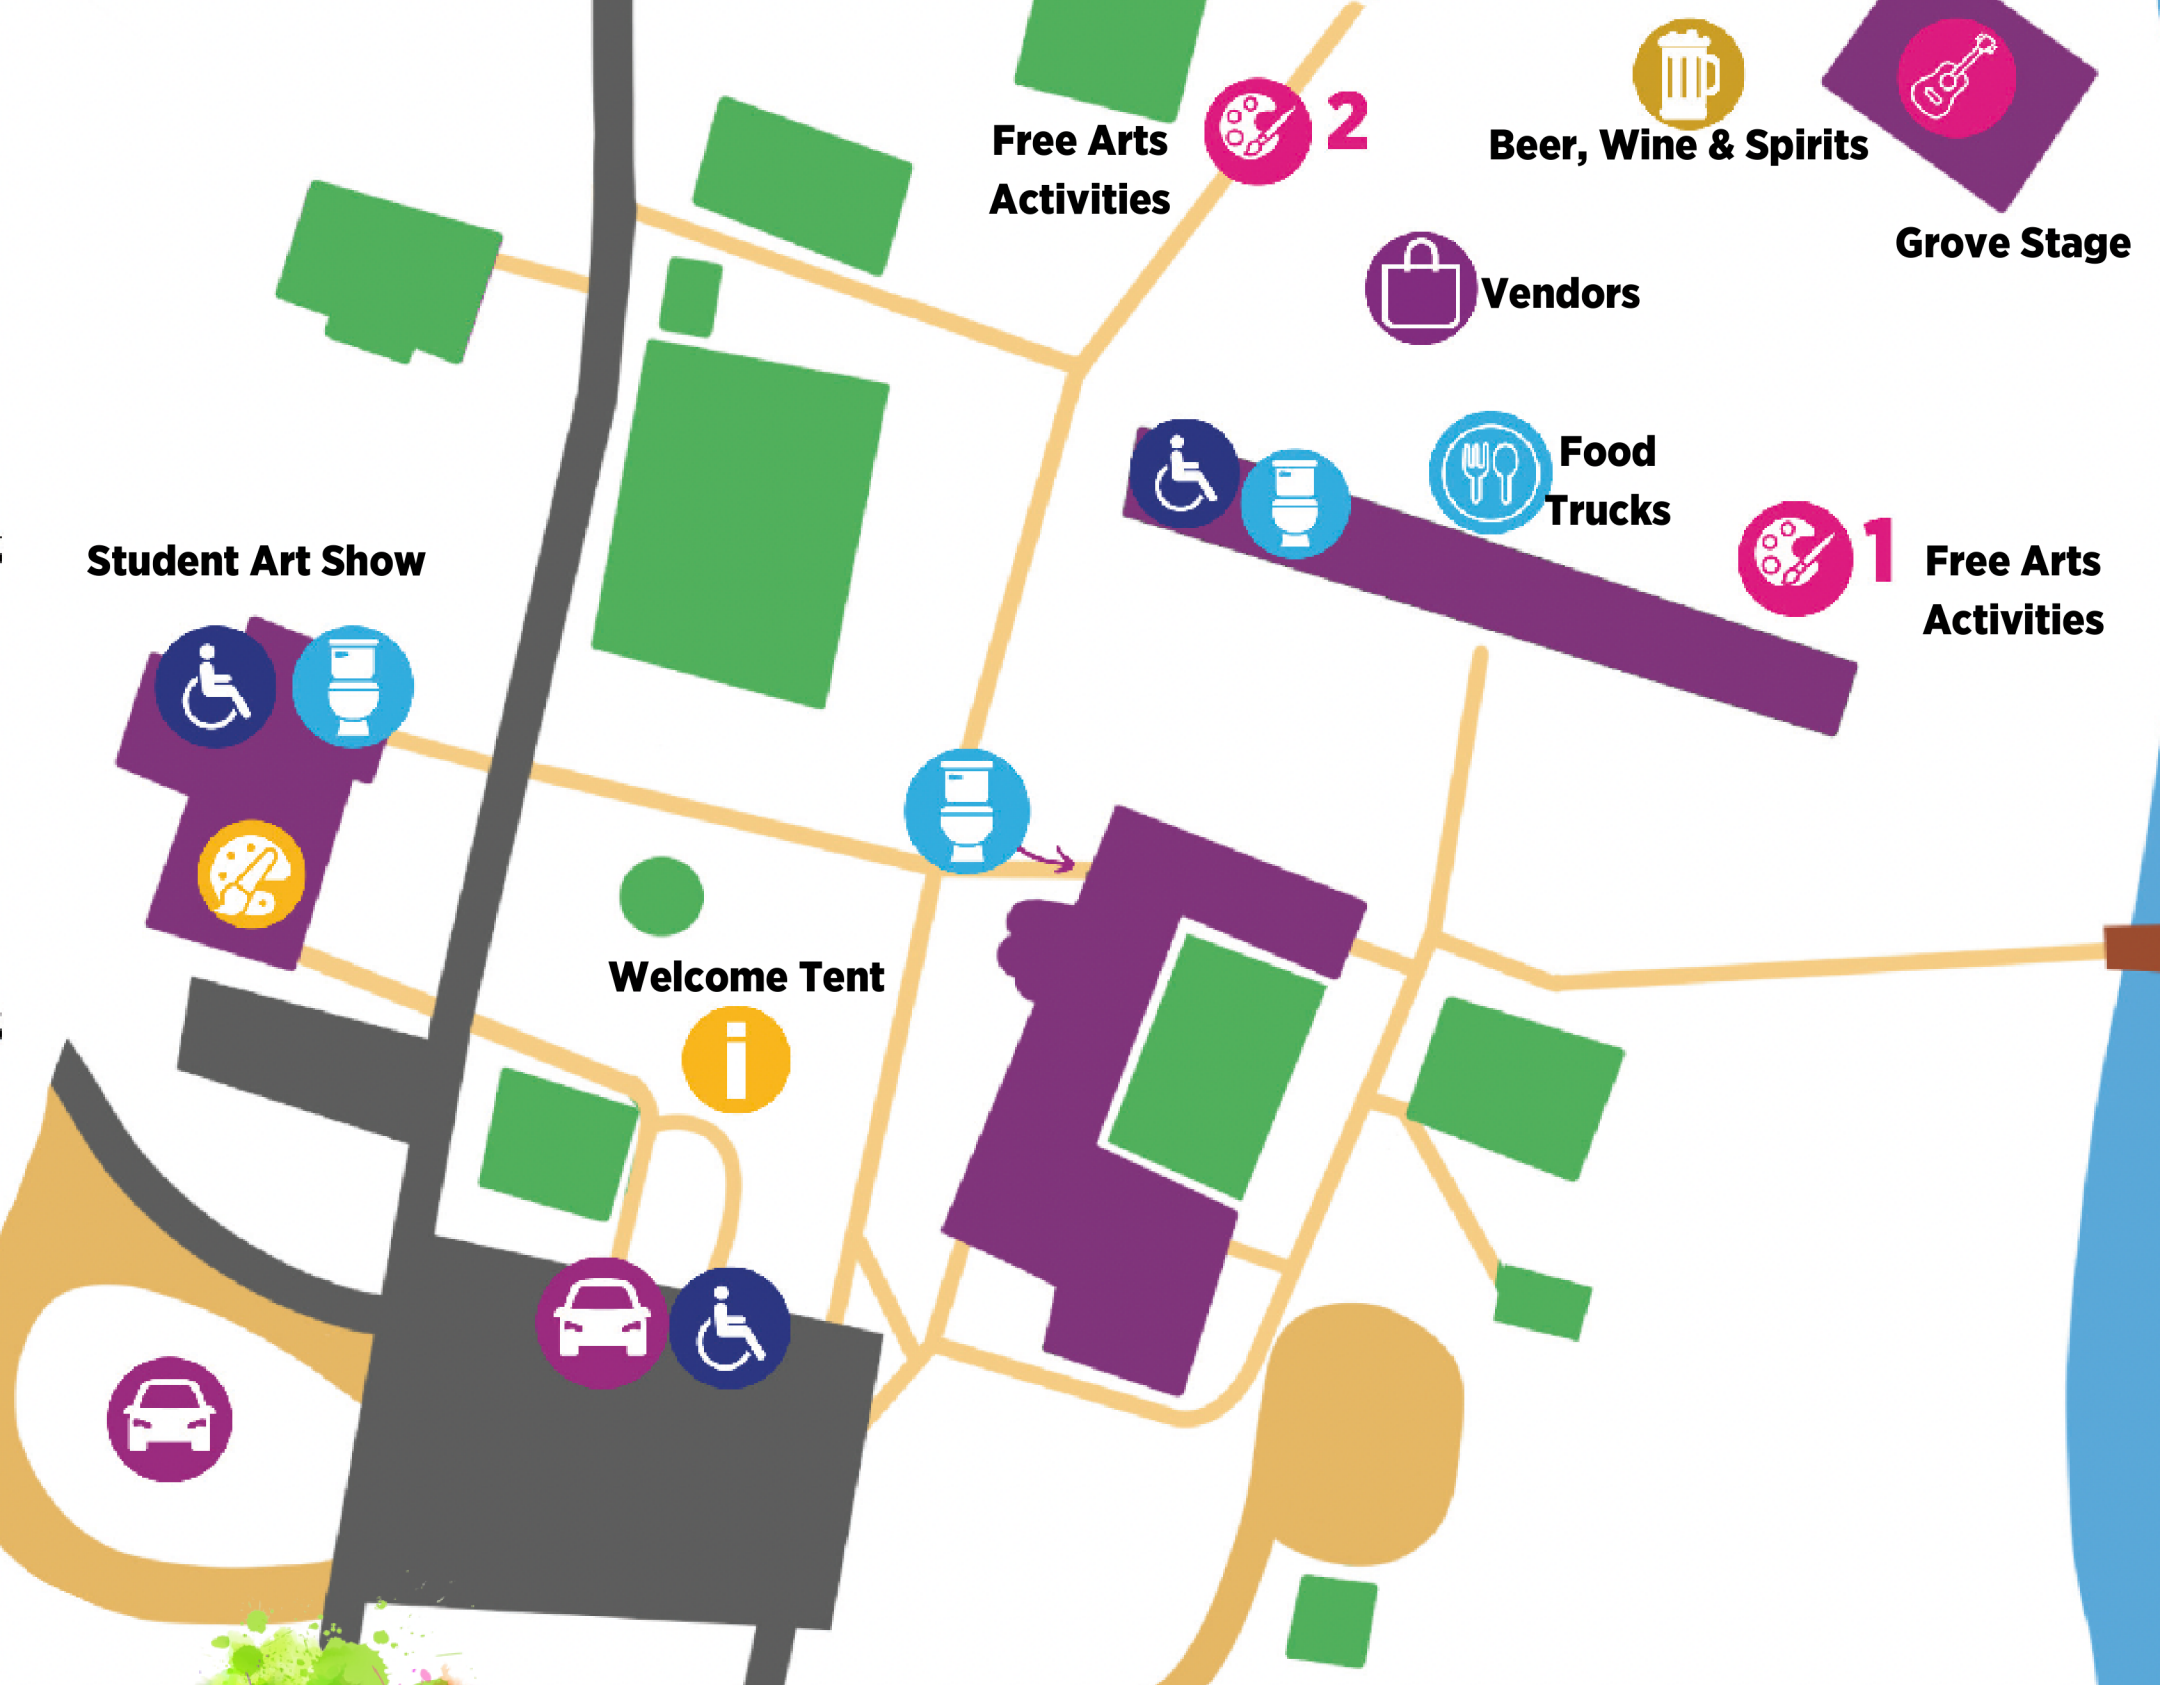 Free Arts
Activities
2
Beer, Wine & Spirits
Grove Stage
Vendors
Food
Trucks
1
Free Arts
Activities
Student Art Show
Welcome Tent
i